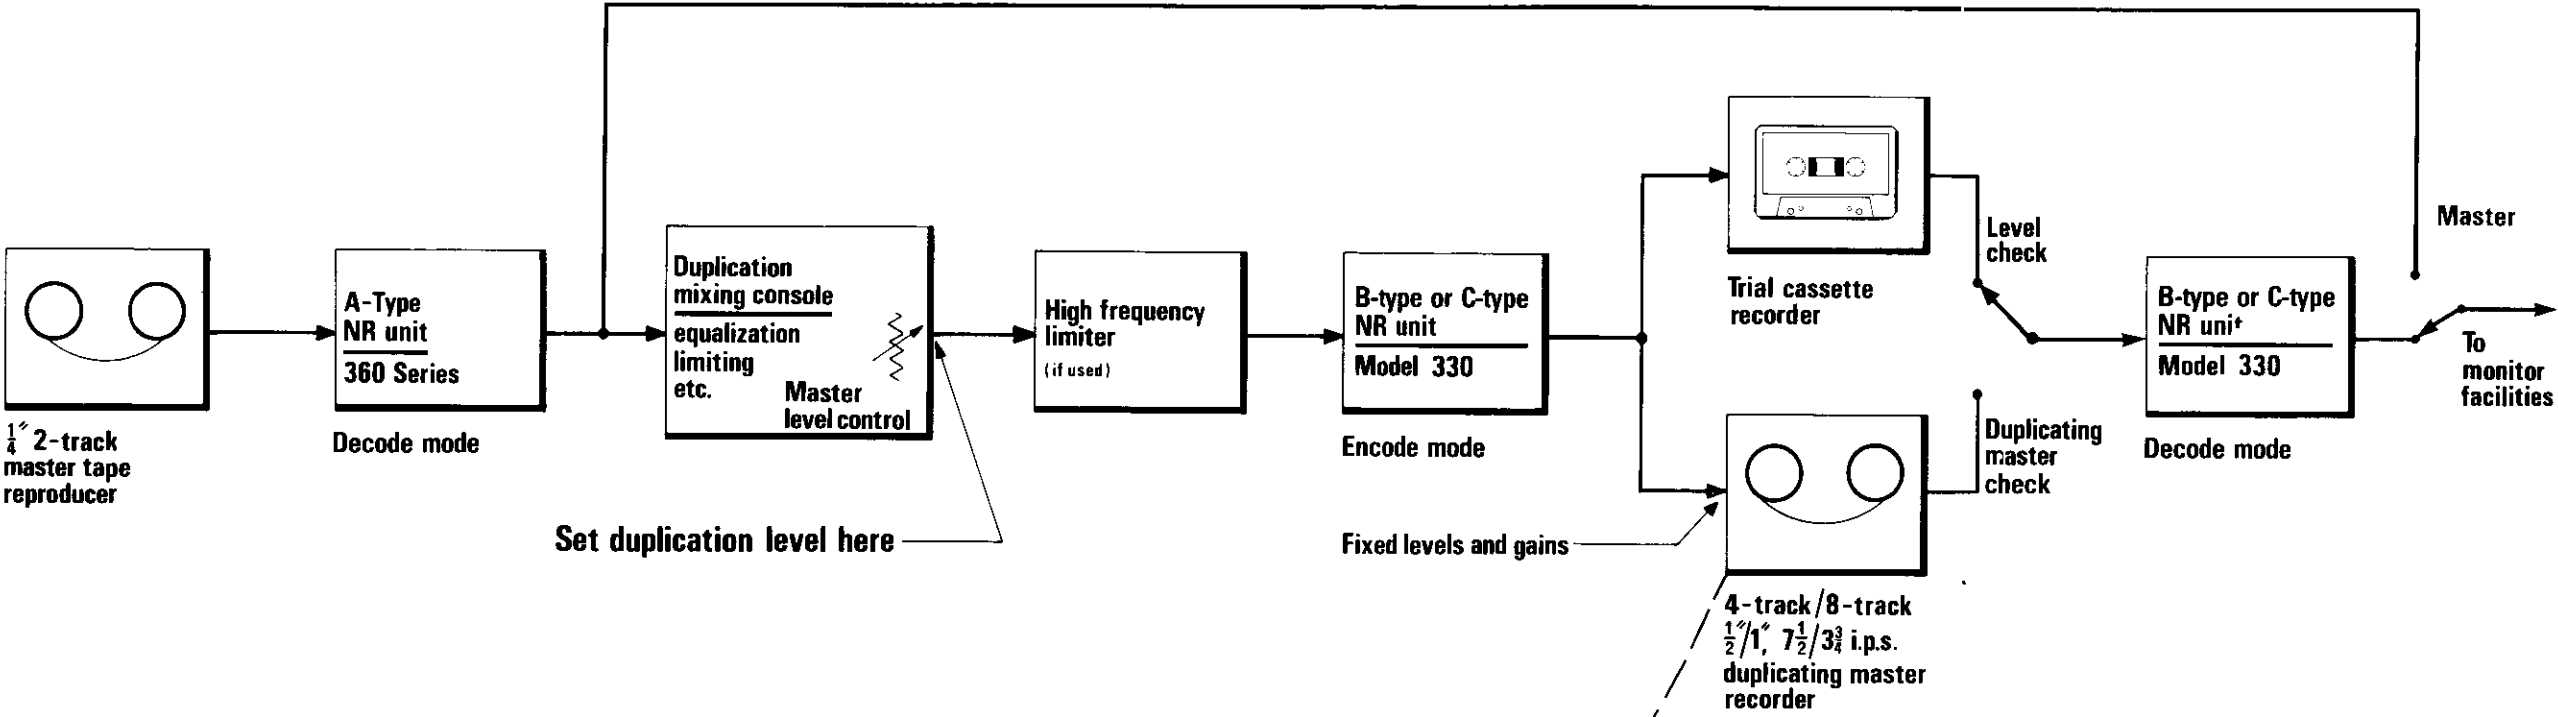 1/4″ 2-track
master tape
reproducer
A-Type
NR unit
360 Series
Decode mode
Duplication
mixing console
equalization
limiting
etc.
Master
level control
Set duplication level here
High frequency
limiter
(if used)
B-type or C-type
NR unit
Model 330
Encode mode
Trial cassette
recorder
Level
check
Fixed levels and gains
4-track/8-track
1/2″/1″, 7 1/2/3 3/4 i.p.s.
duplicating master
recorder
Duplicating
master
check
B-type or C-type
NR unit
Model 330
Decode mode
Master
To
monitor
facilities